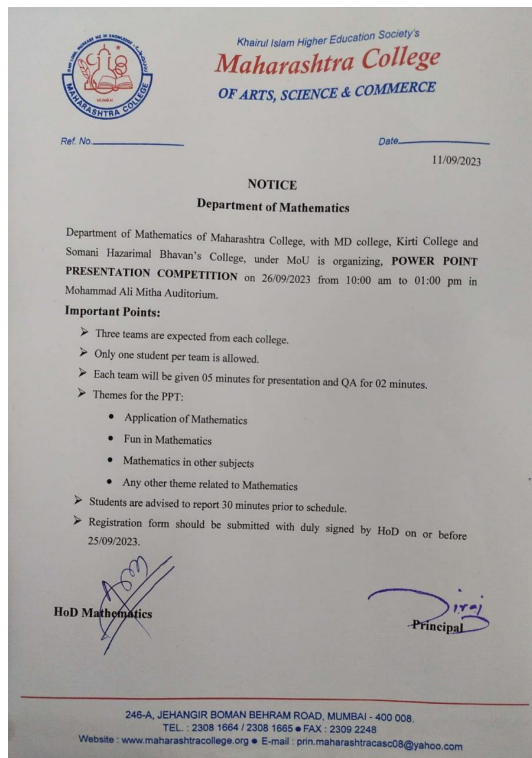 Khairul Islam Higher Education Society's
Maharashtra College
OF ARTS, SCIENCE & COMMERCE
MUMBAI
MAHARASHTRA COLLEGE
Ref. No.
Date
11/09/2023
NOTICE
Department of Mathematics
Department of Mathematics of Maharashtra College, with MD college, Kirti College and
Somani Hazarimal Bhavan's College, under MoU is organizing, POWER POINT
PRESENTATION COMPETITION on 26/09/2023 from 10:00 am to 01:00 pm in
Mohammad Ali Mitha Auditorium.
Important Points:
➢ Three teams are expected from each college.
➢ Only one student per team is allowed.
➢ Each team will be given 05 minutes for presentation and QA for 02 minutes.
➢ Themes for the PPT:
• Application of Mathematics
• Fun in Mathematics
• Mathematics in other subjects
• Any other theme related to Mathematics
➢ Students are advised to report 30 minutes prior to schedule.
➢ Registration form should be submitted with duly signed by HoD on or before
25/09/2023.
HoD Mathematics
Principal
246-A, JEHANGIR BOMAN BEHRAM ROAD, MUMBAI - 400 008.
TEL. : 2308 1664 / 2308 1665 ● FAX : 2309 2248
Website : www.maharashtracollege.org ● E-mail : prin.maharashtracasc08@yahoo.com